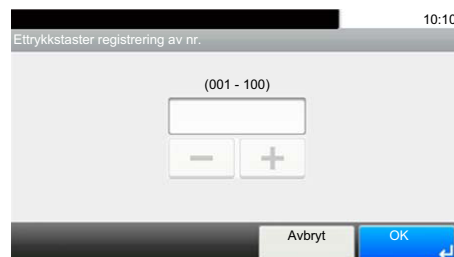 10:10
Ettrykkstaster registrering av nr.
(001 - 100)
Avbryt
OK